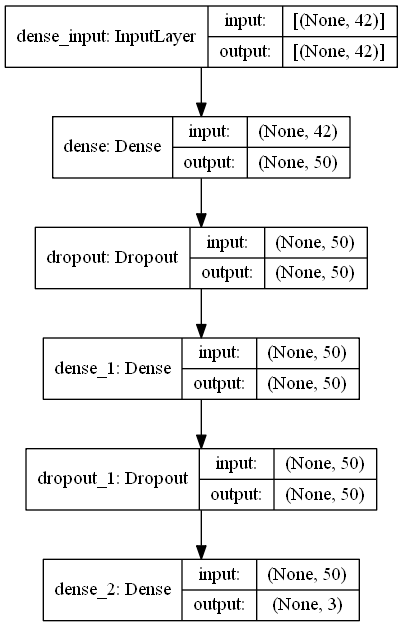 dense_input: InputLayer
input: [(None, 42)]
output: [(None, 42)]
dense: Dense
input: (None, 42)
output: (None, 50)
dropout: Dropout
input: (None, 50)
output: (None, 50)
dense_1: Dense
input: (None, 50)
output: (None, 50)
dropout_1: Dropout
input: (None, 50)
output: (None, 50)
dense_2: Dense
input: (None, 50)
output: (None, 3)